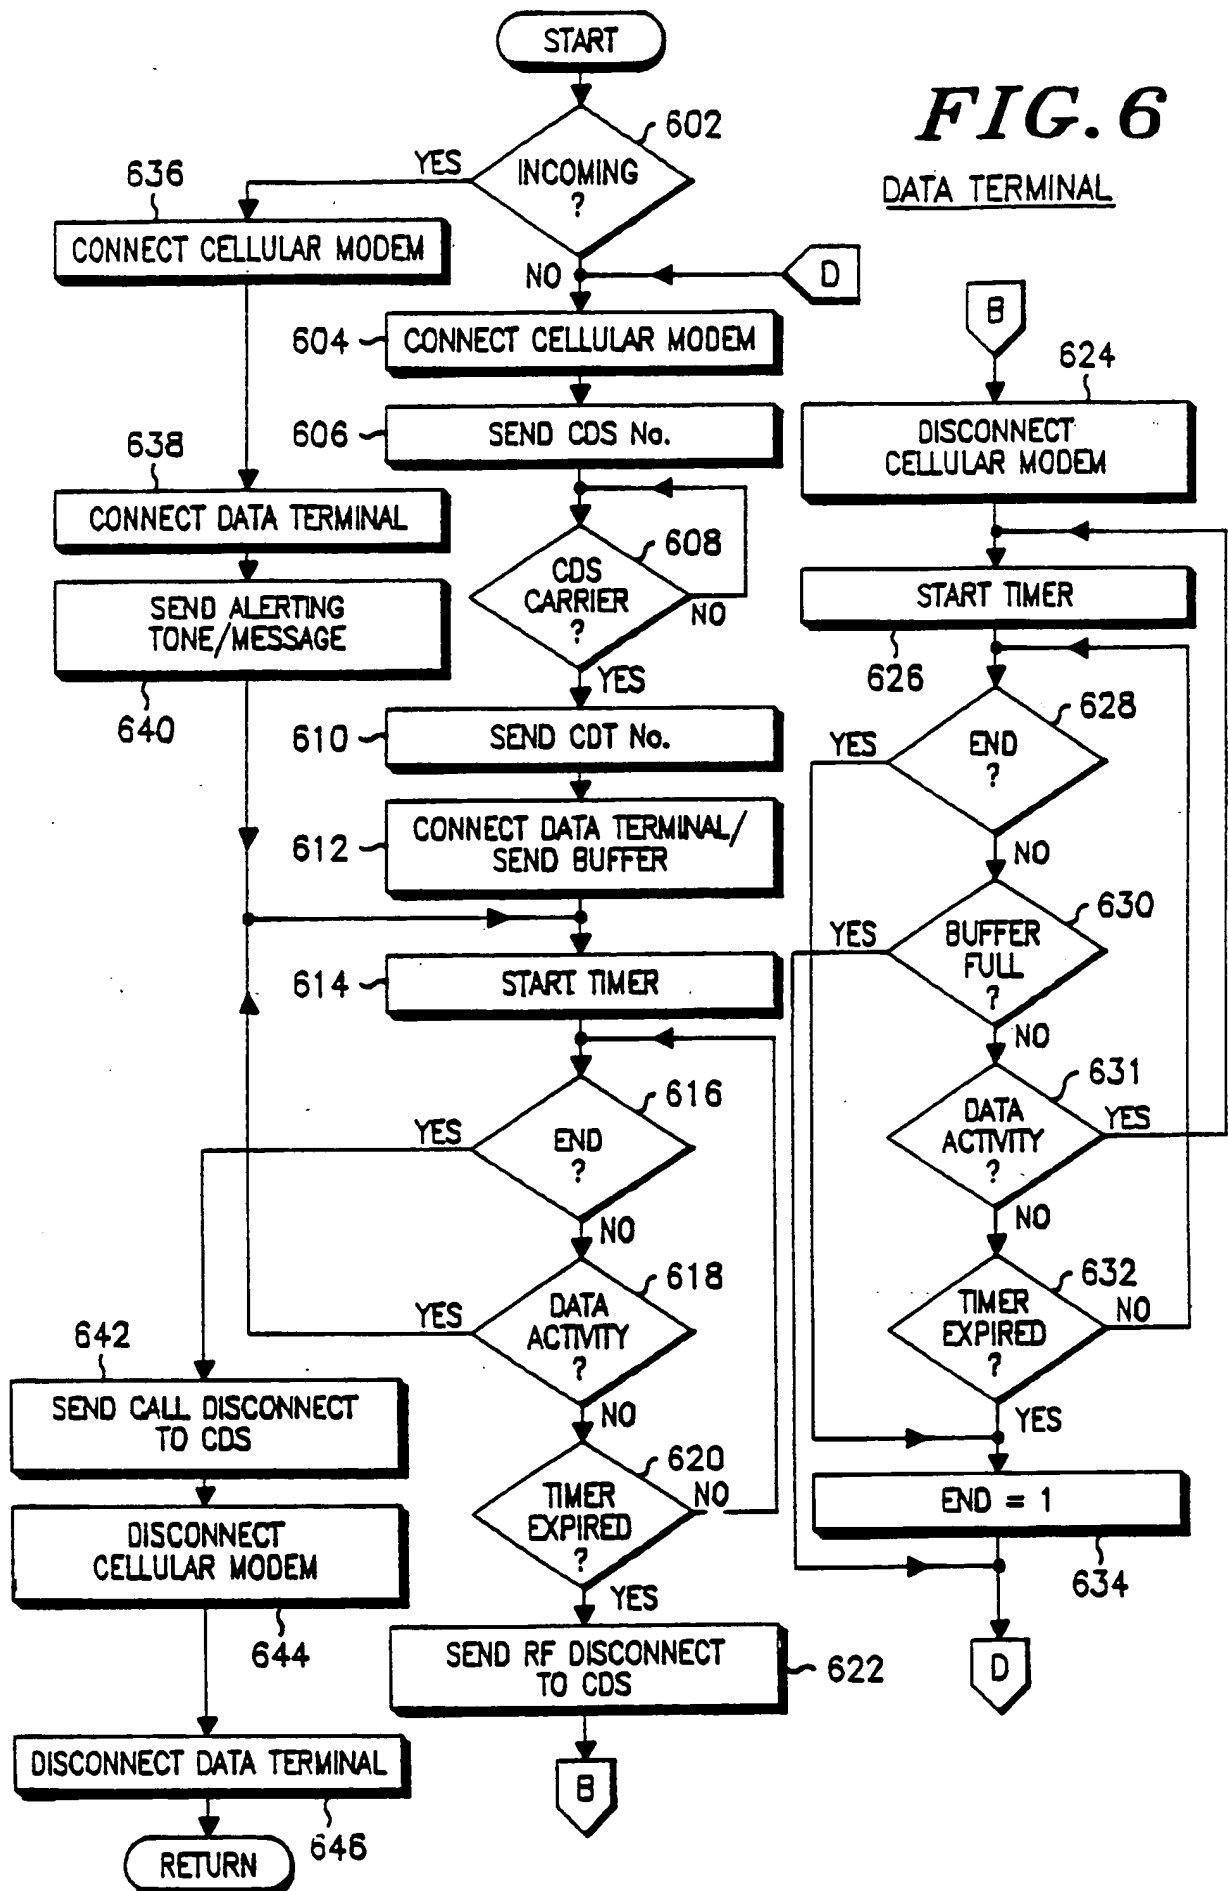 START
FIG. 6
DATA TERMINAL
602
INCOMING
?
YES
NO
636
CONNECT CELLULAR MODEM
D
604
CONNECT CELLULAR MODEM
606
SEND CDS No.
638
CONNECT DATA TERMINAL
SEND ALERTING
TONE/MESSAGE
640
608
CDS
CARRIER
?
NO
YES
610
SEND CDT No.
612
CONNECT DATA TERMINAL/
SEND BUFFER
614
START TIMER
616
END
?
YES
NO
618
DATA
ACTIVITY
?
YES
NO
620
TIMER
EXPIRED
?
NO
YES
SEND RF DISCONNECT
TO CDS
622
B
642
SEND CALL DISCONNECT
TO CDS
DISCONNECT
CELLULAR MODEM
644
DISCONNECT DATA TERMINAL
646
RETURN
B
624
DISCONNECT
CELLULAR MODEM
START TIMER
626
628
END
?
YES
NO
630
BUFFER
FULL
?
YES
NO
631
DATA
ACTIVITY
?
YES
NO
632
TIMER
EXPIRED
?
NO
YES
END = 1
634
D